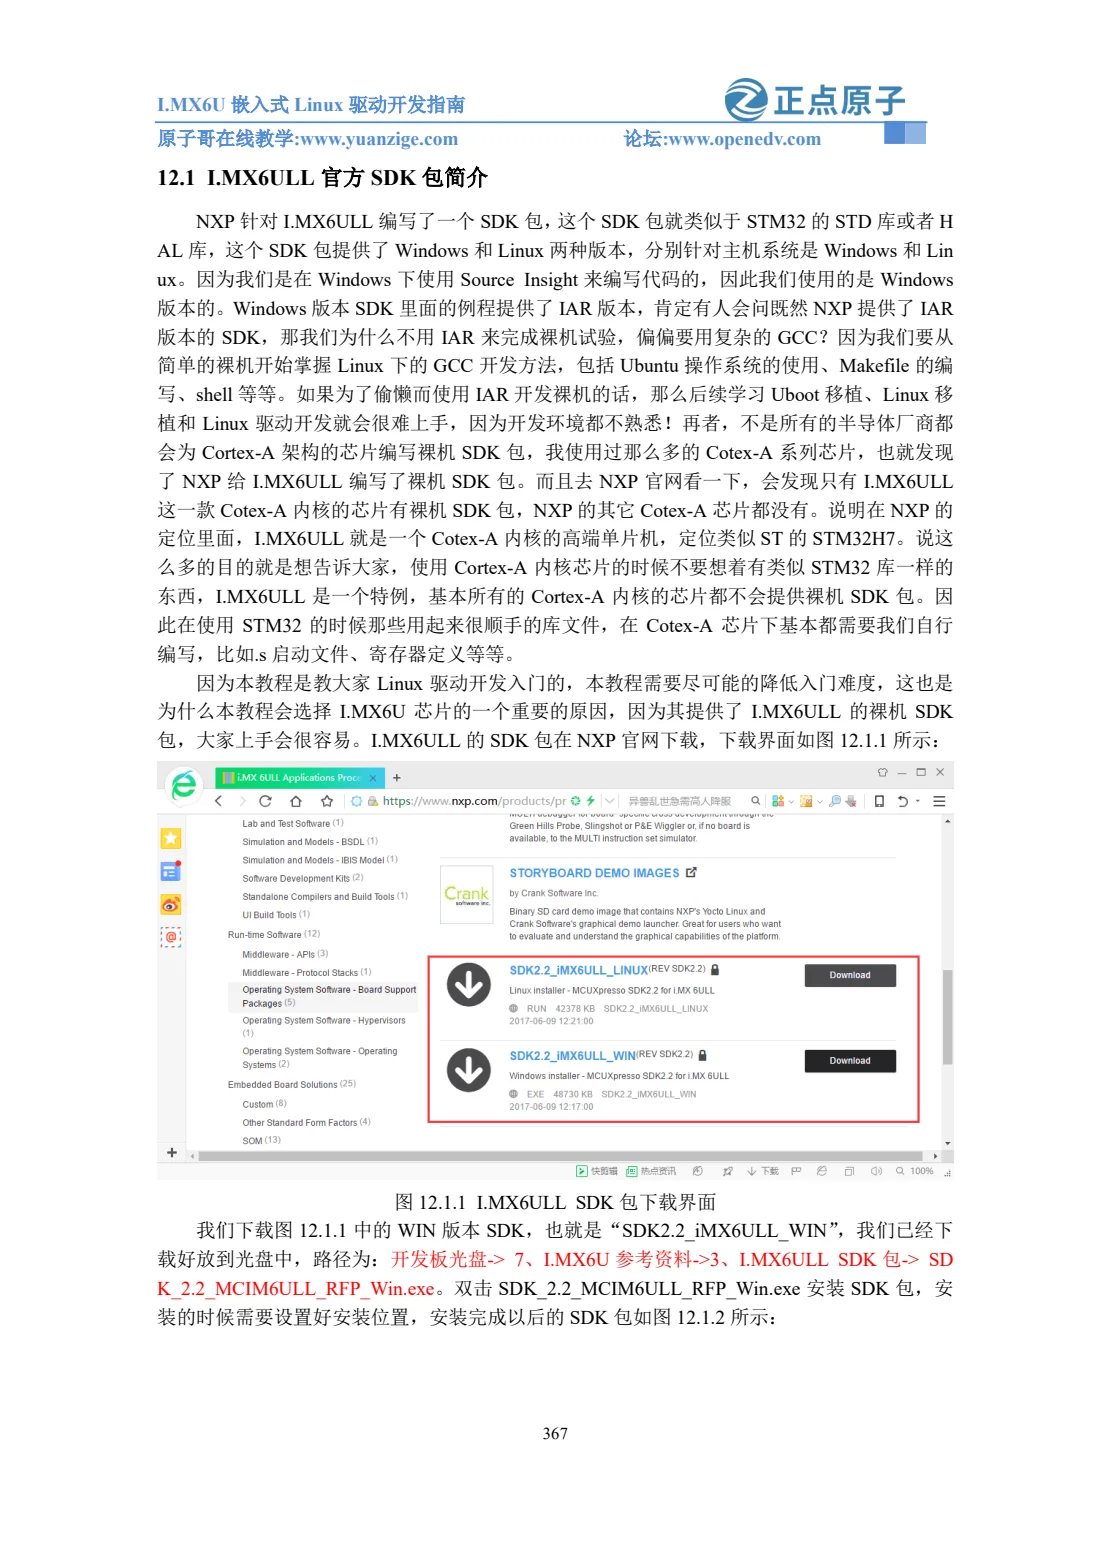 正点原子
I.MX6U 嵌入式 Linux 驱动开发指南
原子哥在线教学:www.yuanzige.com 论坛:www.openedv.com
12.1 I.MX6ULL 官方 SDK 包简介
NXP 针对 I.MX6ULL 编写了一个 SDK 包，这个 SDK 包就类似于 STM32 的 STD 库或者 H
AL 库，这个 SDK 包提供了 Windows 和 Linux 两种版本，分别针对主机系统是 Windows 和 Lin
ux。因为我们是在 Windows 下使用 Source Insight 来编写代码的，因此我们使用的是 Windows
版本的。Windows 版本 SDK 里面的例程提供了 IAR 版本，肯定有人会问既然 NXP 提供了 IAR
版本的 SDK，那我们为什么不用 IAR 来完成裸机试验，偏偏要用复杂的 GCC？因为我们要从
简单的裸机开始掌握 Linux 下的 GCC 开发方法，包括 Ubuntu 操作系统的使用、Makefile 的编
写、shell 等等。如果为了偷懒而使用 IAR 开发裸机的话，那么后续学习 Uboot 移植、Linux 移
植和 Linux 驱动开发就会很难上手，因为开发环境都不熟悉！再者，不是所有的半导体厂商都
会为 Cortex-A 架构的芯片编写裸机 SDK 包，我使用过那么多的 Cotex-A 系列芯片，也就发现
了 NXP 给 I.MX6ULL 编写了裸机 SDK 包。而且去 NXP 官网看一下，会发现只有 I.MX6ULL
这一款 Cotex-A 内核的芯片有裸机 SDK 包，NXP 的其它 Cotex-A 芯片都没有。说明在 NXP 的
定位里面，I.MX6ULL 就是一个 Cotex-A 内核的高端单片机，定位类似 ST 的 STM32H7。说这
么多的目的就是想告诉大家，使用 Cortex-A 内核芯片的时候不要想着有类似 STM32 库一样的
东西，I.MX6ULL 是一个特例，基本所有的 Cortex-A 内核的芯片都不会提供裸机 SDK 包。因
此在使用 STM32 的时候那些用起来很顺手的库文件，在 Cotex-A 芯片下基本都需要我们自行
编写，比如.s 启动文件、寄存器定义等等。
因为本教程是教大家 Linux 驱动开发入门的，本教程需要尽可能的降低入门难度，这也是
为什么本教程会选择 I.MX6U 芯片的一个重要的原因，因为其提供了 I.MX6ULL 的裸机 SDK
包，大家上手会很容易。I.MX6ULL 的 SDK 包在 NXP 官网下载，下载界面如图 12.1.1 所示：
i.MX 6ULL Applications Proce
https://www.nxp.com/products/pr 异兽乱世急需高人降服
Lab and Test Software (1)
Simulation and Models - BSDL (1)
Simulation and Models - IBIS Model (1)
Software Development Kits (2)
Standalone Compilers and Build Tools (1)
UI Build Tools (1)
Run-time Software (12)
Middleware - APIs (3)
Middleware - Protocol Stacks (1)
Operating System Software - Board Support
Packages (5)
Operating System Software - Hypervisors
(1)
Operating System Software - Operating
Systems (2)
Embedded Board Solutions (25)
Custom (8)
Other Standard Form Factors (4)
SOM (13)
MULTI debugger for board-specific cross development through the
Green Hills Probe, Slingshot or P&E Wiggler or, if no board is
available, to the MULTI instruction set simulator.
Crank
software inc.
STORYBOARD DEMO IMAGES
by Crank Software Inc.
Binary SD card demo image that contains NXP's Yocto Linux and
Crank Software's graphical demo launcher. Great for users who want
to evaluate and understand the graphical capabilities of the platform.
SDK2.2_iMX6ULL_LINUX(REV SDK2.2) Download
Linux installer - MCUXpresso SDK2.2 for i.MX 6ULL
RUN 42378 KB SDK2.2_iMX6ULL_LINUX
2017-06-09 12:21:00
SDK2.2_iMX6ULL_WIN(REV SDK2.2) Download
Windows installer - MCUXpresso SDK2.2 for i.MX 6ULL
EXE 48730 KB SDK2.2_iMX6ULL_WIN
2017-06-09 12:17:00
快剪辑 热点资讯 下载 100%
图 12.1.1 I.MX6ULL SDK 包下载界面
我们下载图 12.1.1 中的 WIN 版本 SDK，也就是“SDK2.2_iMX6ULL_WIN”，我们已经下
载好放到光盘中，路径为：开发板光盘-> 7、I.MX6U 参考资料->3、I.MX6ULL SDK 包-> SD
K_2.2_MCIM6ULL_RFP_Win.exe。双击 SDK_2.2_MCIM6ULL_RFP_Win.exe 安装 SDK 包，安
装的时候需要设置好安装位置，安装完成以后的 SDK 包如图 12.1.2 所示：
367